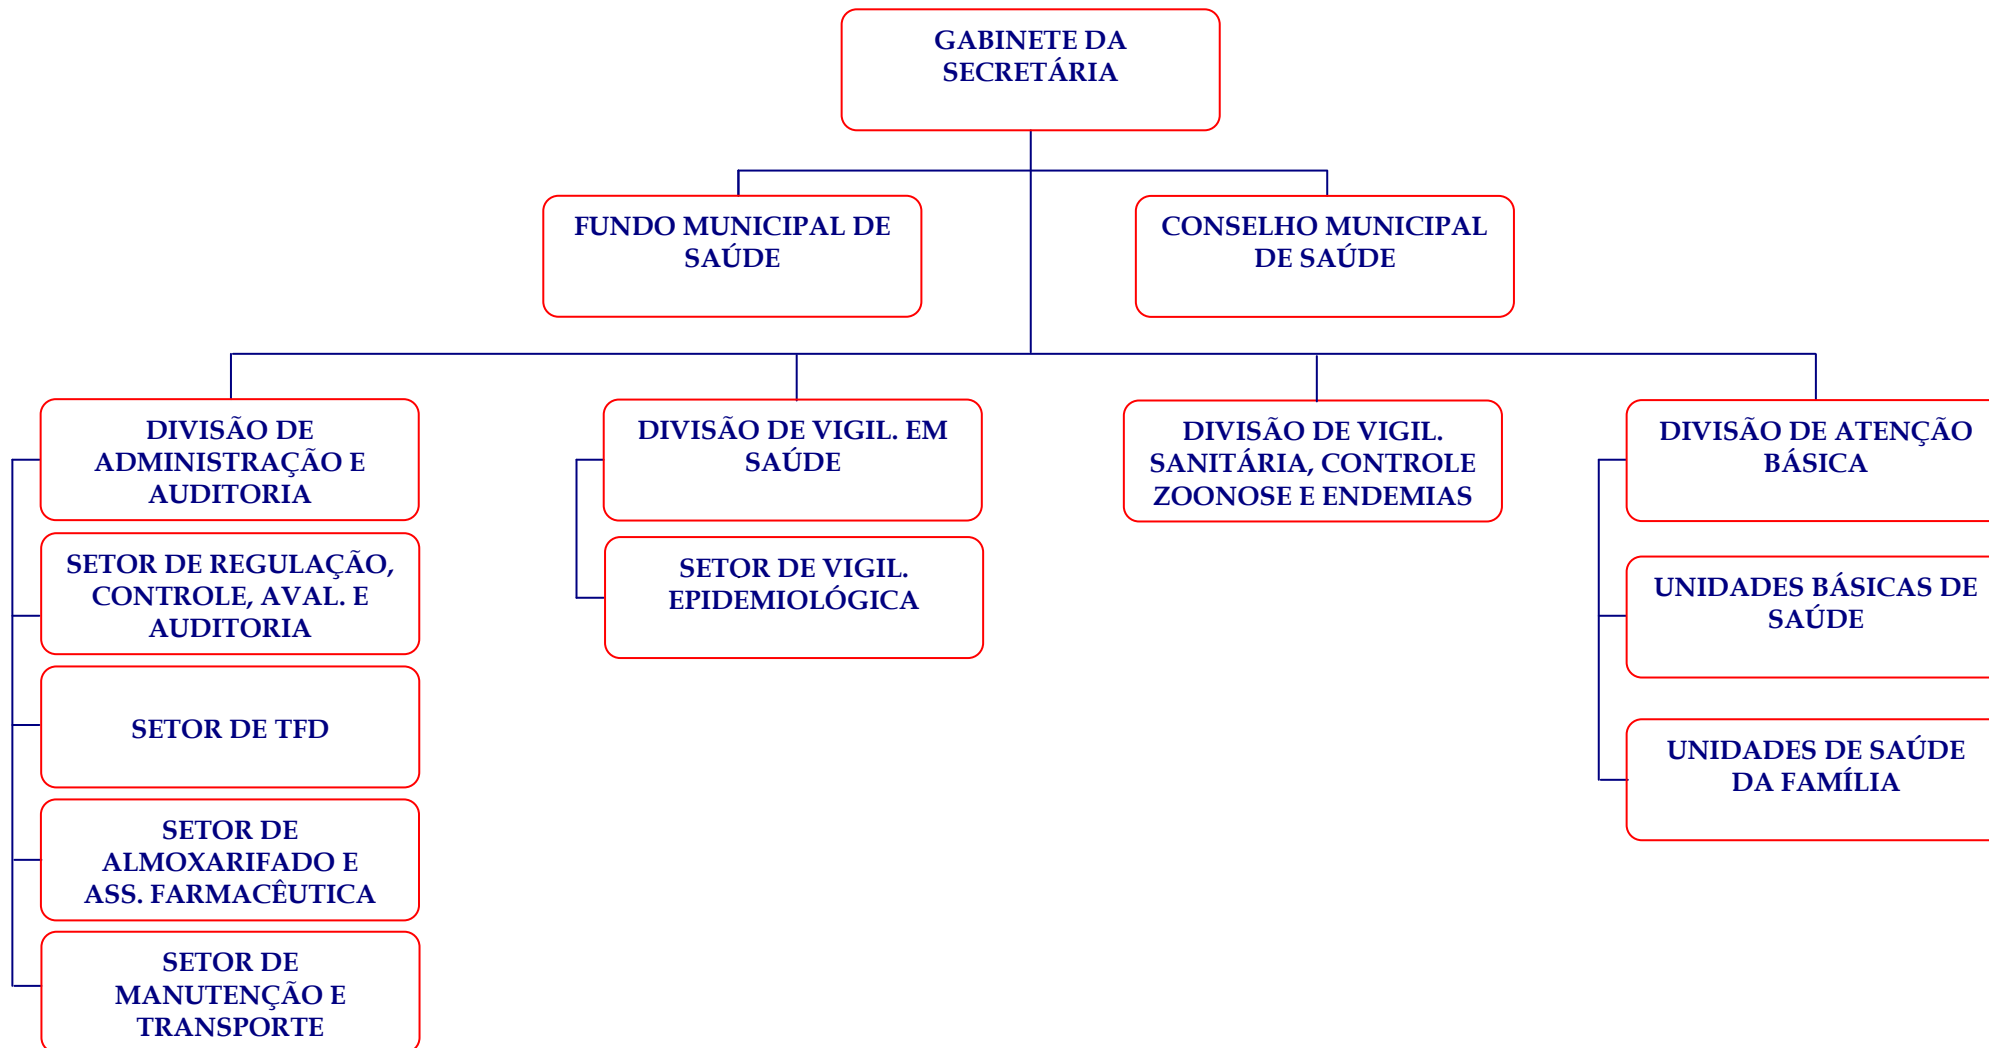 GABINETE DA
SECRETÁRIA
FUNDO MUNICIPAL DE
SAÚDE
CONSELHO MUNICIPAL
DE SAÚDE
DIVISÃO DE
ADMINISTRAÇÃO E
AUDITORIA
SETOR DE REGULAÇÃO,
CONTROLE, AVAL. E
AUDITORIA
SETOR DE TFD
SETOR DE
ALMOXARIFADO E
ASS. FARMACÊUTICA
SETOR DE
MANUTENÇÃO E
TRANSPORTE
DIVISÃO DE VIGIL. EM
SAÚDE
SETOR DE VIGIL.
EPIDEMIOLÓGICA
DIVISÃO DE VIGIL.
SANITÁRIA, CONTROLE
ZOONOSE E ENDEMIAS
DIVISÃO DE ATENÇÃO
BÁSICA
UNIDADES BÁSICAS DE
SAÚDE
UNIDADES DE SAÚDE
DA FAMÍLIA